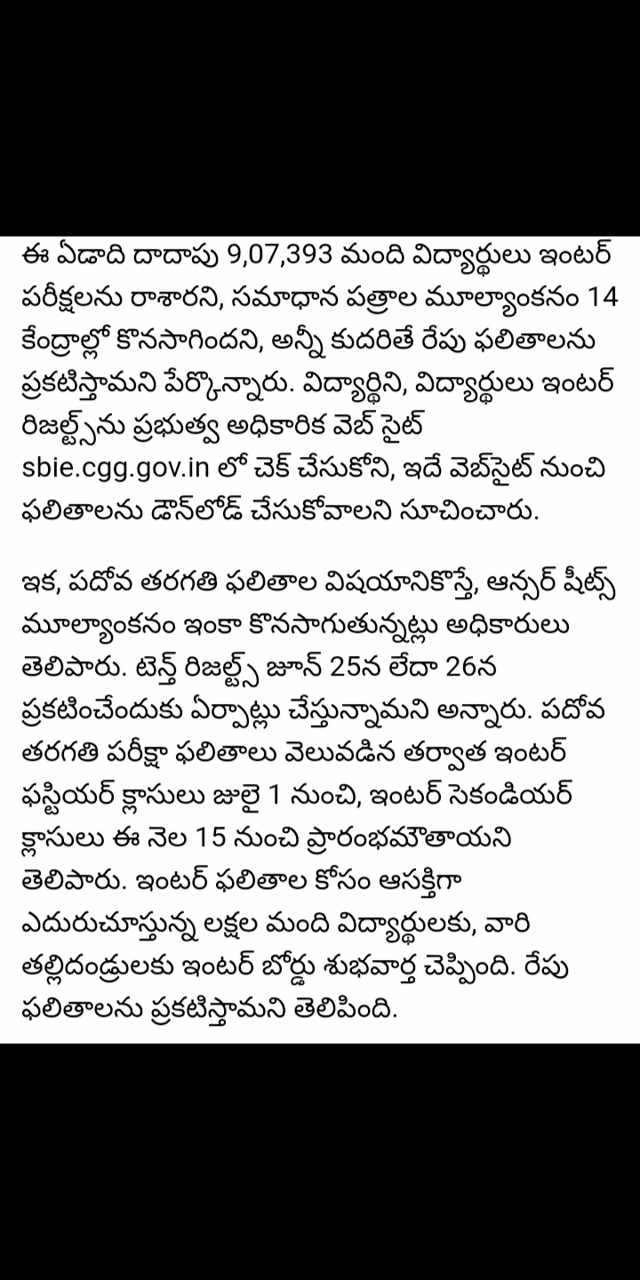 ఈ ఏడాది దాదాపు 9,07,393 మంది విద్యార్థులు ఇంటర్
పరీక్షలను రాశారని, సమాధాన పత్రాల మూల్యాంకనం 14
కేంద్రాల్లో కొనసాగిందని, అన్నీ కుదరితే రేపు ఫలితాలను
ప్రకటిస్తామని పేర్కొన్నారు. విద్యార్థిని, విద్యార్థులు ఇంటర్
రిజల్ట్స్‌ను ప్రభుత్వ అధికారిక వెబ్ సైట్
sbie.cgg.gov.in లో చెక్ చేసుకోని, ఇదే వెబ్‌సైట్ నుంచి
ఫలితాలను డౌన్‌లోడ్ చేసుకోవాలని సూచించారు.
ఇక, పదోవ తరగతి ఫలితాల విషయానికొస్తే, ఆన్సర్ షీట్స్
మూల్యాంకనం ఇంకా కొనసాగుతున్నట్లు అధికారులు
తెలిపారు. టెన్త్ రిజల్ట్స్ జూన్ 25న లేదా 26న
ప్రకటించేందుకు ఏర్పాట్లు చేస్తున్నామని అన్నారు. పదోవ
తరగతి పరీక్షా ఫలితాలు వెలువడిన తర్వాత ఇంటర్
ఫస్టియర్ క్లాసులు జులై 1 నుంచి, ఇంటర్ సెకండియర్
క్లాసులు ఈ నెల 15 నుంచి ప్రారంభమౌతాయని
తెలిపారు. ఇంటర్ ఫలితాల కోసం ఆసక్తిగా
ఎదురుచూస్తున్న లక్షల మంది విద్యార్థులకు, వారి
తల్లిదండ్రులకు ఇంటర్ బోర్డు శుభవార్త చెప్పింది. రేపు
ఫలితాలను ప్రకటిస్తామని తెలిపింది.